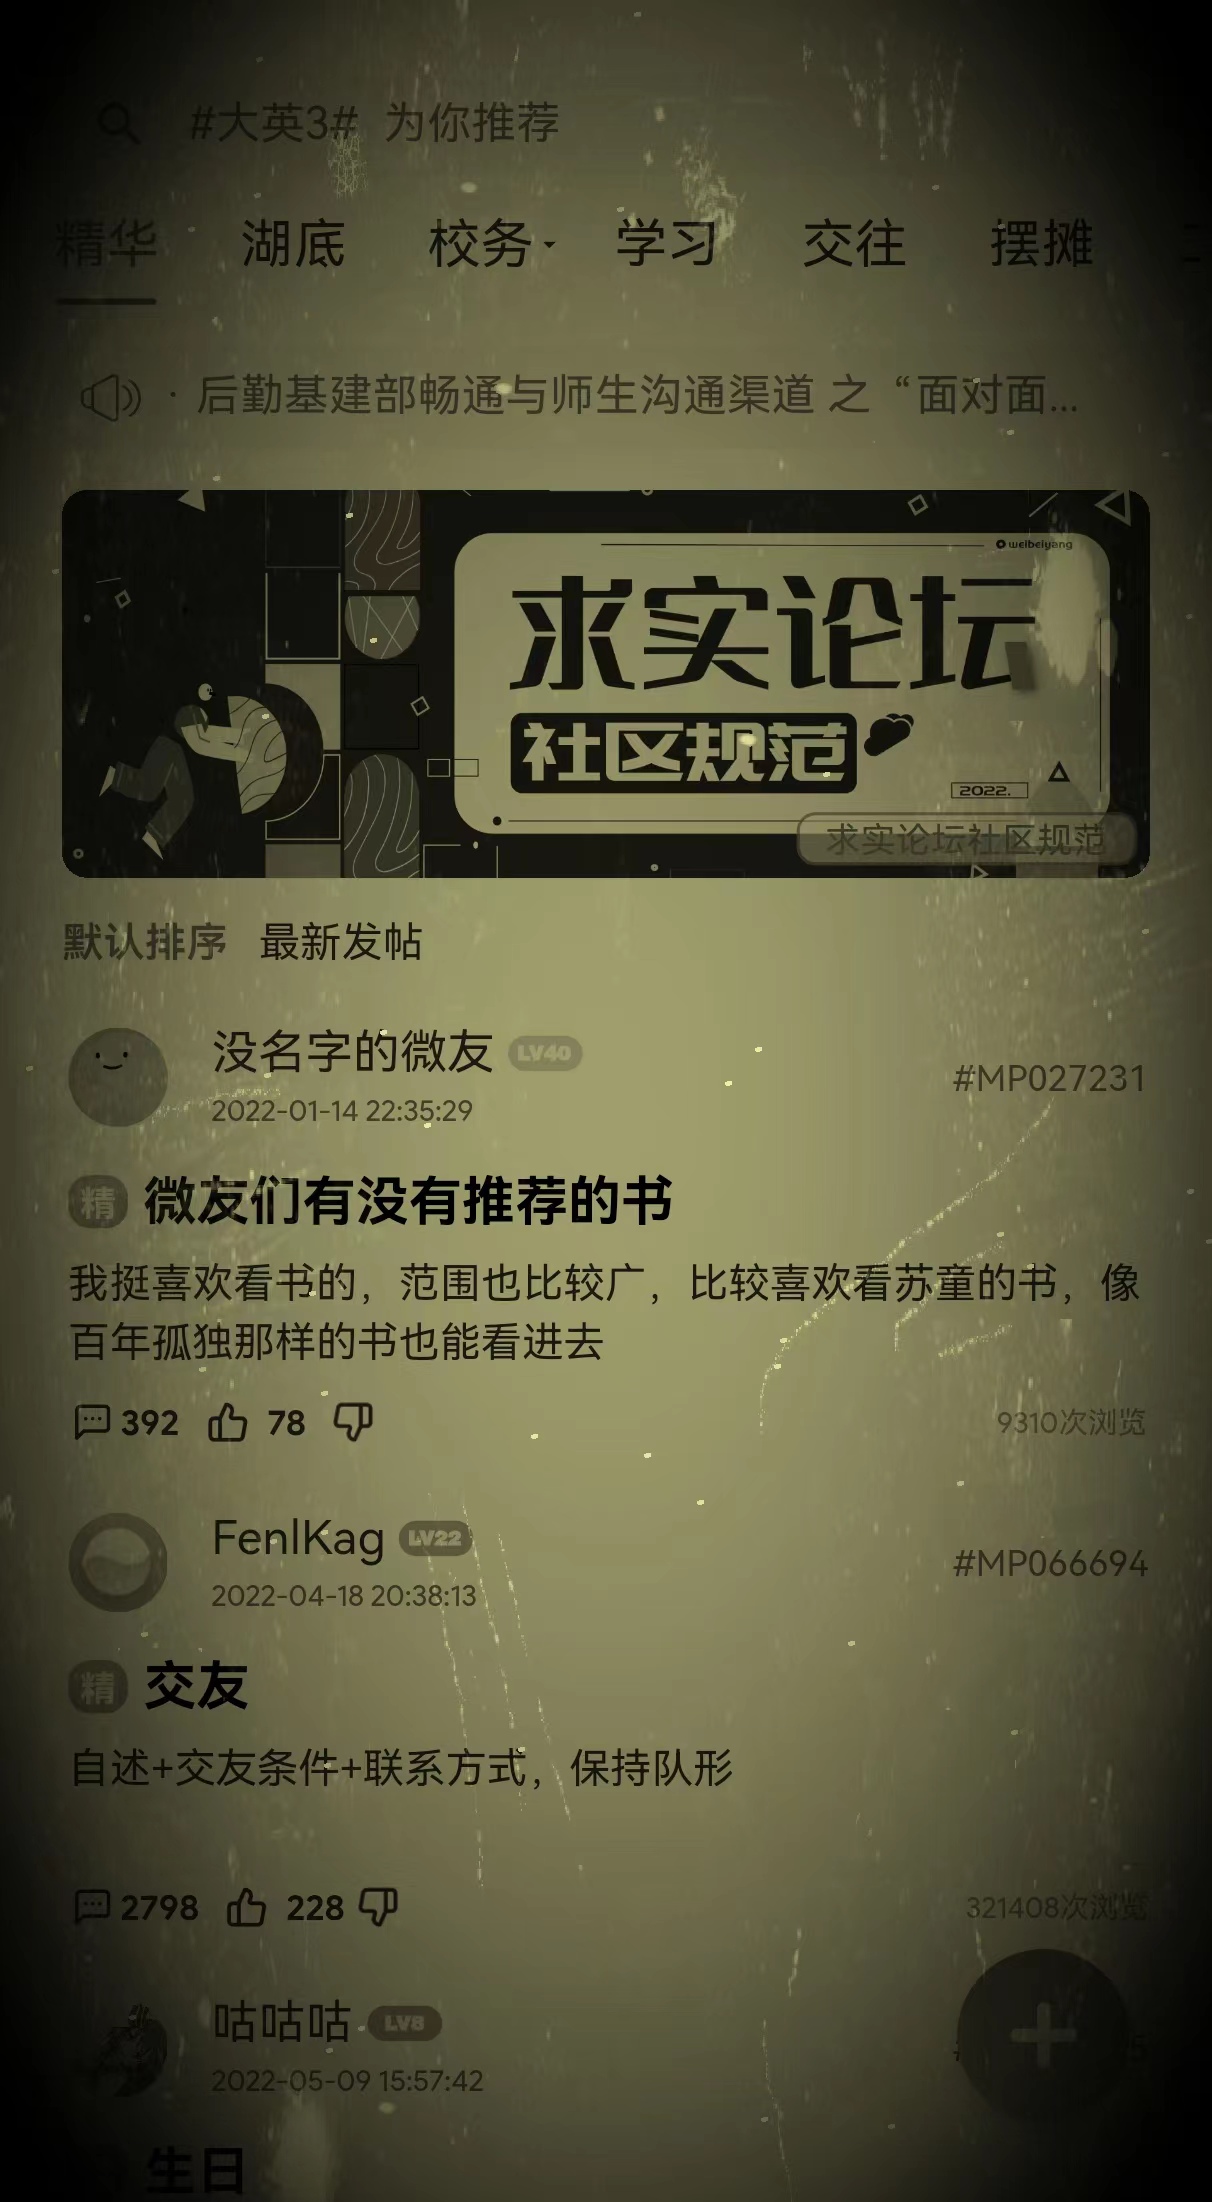 #大英3# 为你推荐
精华 湖底 校务 学习 交往 摆摊
· 后勤基建部畅通与师生沟通渠道 之 “面对面...
weibeiyang
求实论坛
社区规范
2022.
求实论坛社区规范
默认排序 最新发帖
没名字的微友 LV40
2022-01-14 22:35:29
#MP027231
精 微友们有没有推荐的书
我挺喜欢看书的，范围也比较广，比较喜欢看苏童的书，像
百年孤独那样的书也能看进去
392 78 9310次浏览
FenlKag LV22
2022-04-18 20:38:13
#MP066694
精 交友
自述+交友条件+联系方式，保持队形
2798 228 321408次浏览
咕咕咕 LV8
2022-05-09 15:57:42
生日